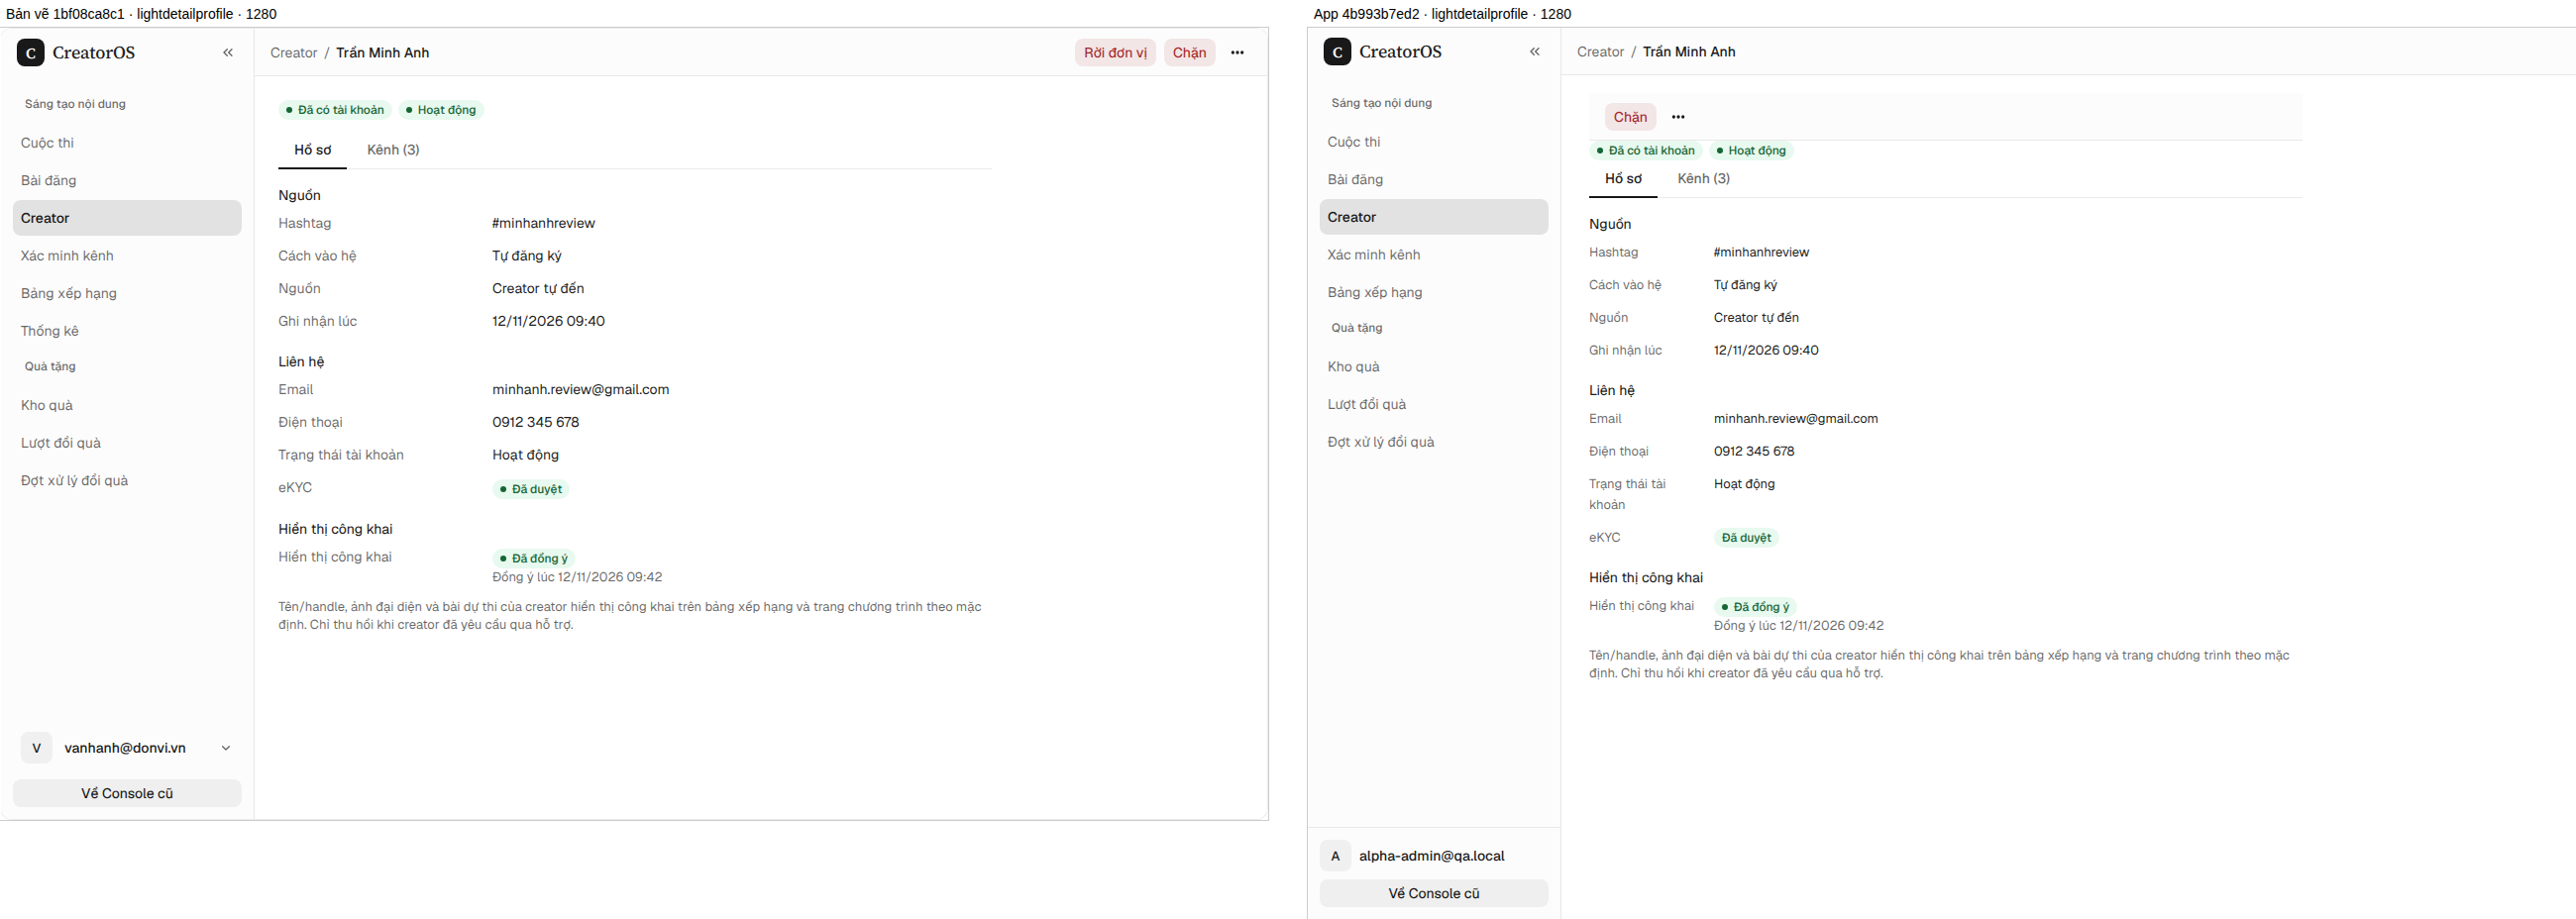 Bản vẽ 1bf08ca8c1 · lightdetailprofile · 1280
C CreatorOS «
Creator / Trần Minh Anh
Rời đơn vị Chặn •••
Sáng tạo nội dung
Cuộc thi
Bài đăng
Creator
Xác minh kênh
Bảng xếp hạng
Thống kê
Quà tặng
Kho quà
Lượt đổi quà
Đợt xử lý đổi quà
V vanhanh@donvi.vn
Về Console cũ
Đã có tài khoản Hoạt động
Hồ sơ Kênh (3)
Nguồn
Hashtag #minhanhreview
Cách vào hệ Tự đăng ký
Nguồn Creator tự đến
Ghi nhận lúc 12/11/2026 09:40
Liên hệ
Email minhanh.review@gmail.com
Điện thoại 0912 345 678
Trạng thái tài khoản Hoạt động
eKYC Đã duyệt
Hiển thị công khai
Hiển thị công khai Đã đồng ý
Đồng ý lúc 12/11/2026 09:42
Tên/handle, ảnh đại diện và bài dự thi của creator hiển thị công khai trên bảng xếp hạng và trang chương trình theo mặc
định. Chỉ thu hồi khi creator đã yêu cầu qua hỗ trợ.
App 4b993b7ed2 · lightdetailprofile · 1280
C CreatorOS «
Creator / Trần Minh Anh
Sáng tạo nội dung
Cuộc thi
Bài đăng
Creator
Xác minh kênh
Bảng xếp hạng
Quà tặng
Kho quà
Lượt đổi quà
Đợt xử lý đổi quà
A alpha-admin@qa.local
Về Console cũ
Chặn •••
Đã có tài khoản Hoạt động
Hồ sơ Kênh (3)
Nguồn
Hashtag #minhanhreview
Cách vào hệ Tự đăng ký
Nguồn Creator tự đến
Ghi nhận lúc 12/11/2026 09:40
Liên hệ
Email minhanh.review@gmail.com
Điện thoại 0912 345 678
Trạng thái tài Hoạt động
khoản
eKYC Đã duyệt
Hiển thị công khai
Hiển thị công khai Đã đồng ý
Đồng ý lúc 12/11/2026 09:42
Tên/handle, ảnh đại diện và bài dự thi của creator hiển thị công khai trên bảng xếp hạng và trang chương trình theo mặc
định. Chỉ thu hồi khi creator đã yêu cầu qua hỗ trợ.